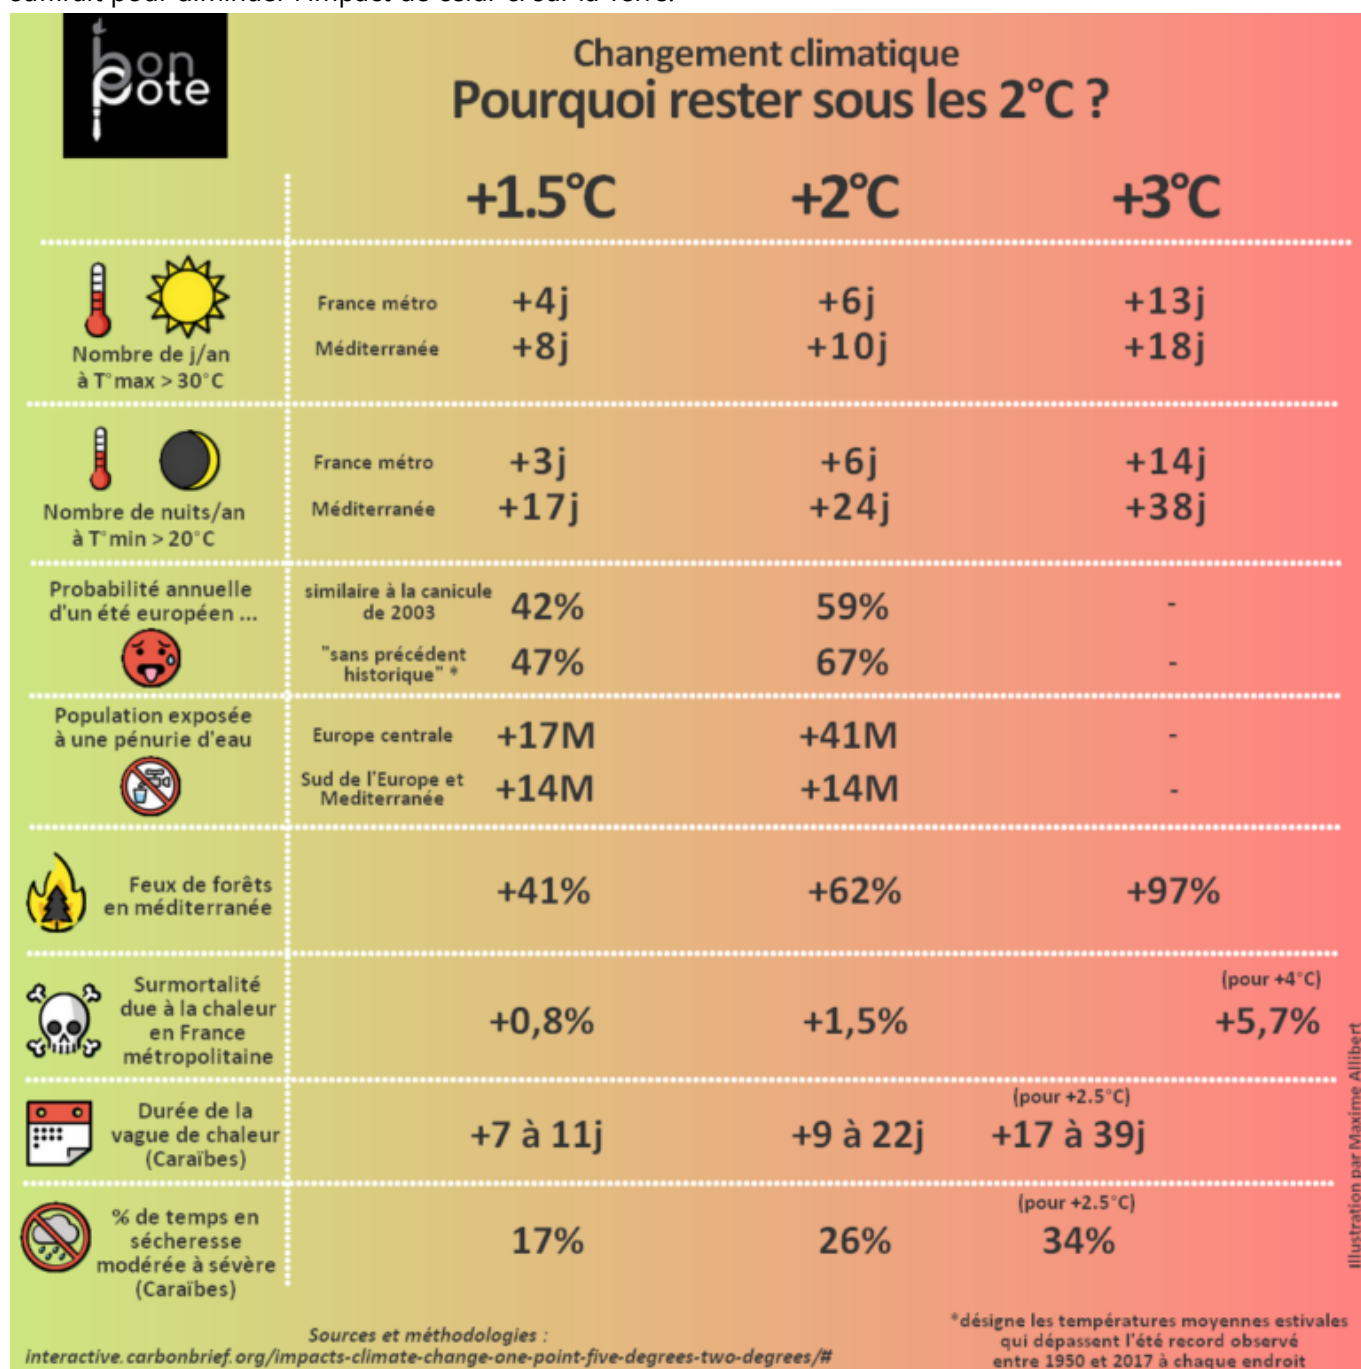 bon
pote
Changement climatique
Pourquoi rester sous les 2°C ?
+1.5°C +2°C +3°C
Nombre de j/an
à T°max > 30°C
France métro +4j +6j +13j
Méditerranée +8j +10j +18j
Nombre de nuits/an
à T°min > 20°C
France métro +3j +6j +14j
Méditerranée +17j +24j +38j
Probabilité annuelle
d'un été européen ...
similaire à la canicule
de 2003 42% 59% -
"sans précédent
historique" * 47% 67% -
Population exposée
à une pénurie d'eau
Europe centrale +17M +41M -
Sud de l'Europe et
Mediterranée +14M +14M -
Feux de forêts
en méditerranée
+41% +62% +97%
Surmortalité
due à la chaleur
en France
métropolitaine
(pour +4°C)
+0,8% +1,5% +5,7%
Durée de la
vague de chaleur
(Caraïbes)
(pour +2.5°C)
+7 à 11j +9 à 22j +17 à 39j
% de temps en
sécheresse
modérée à sévère
(Caraïbes)
(pour +2.5°C)
17% 26% 34%
Sources et méthodologies :
interactive.carbonbrief.org/impacts-climate-change-one-point-five-degrees-two-degrees/#
*désigne les températures moyennes estivales
qui dépassent l'été record observé
entre 1950 et 2017 à chaque endroit
Illustration par Maxime Allibert